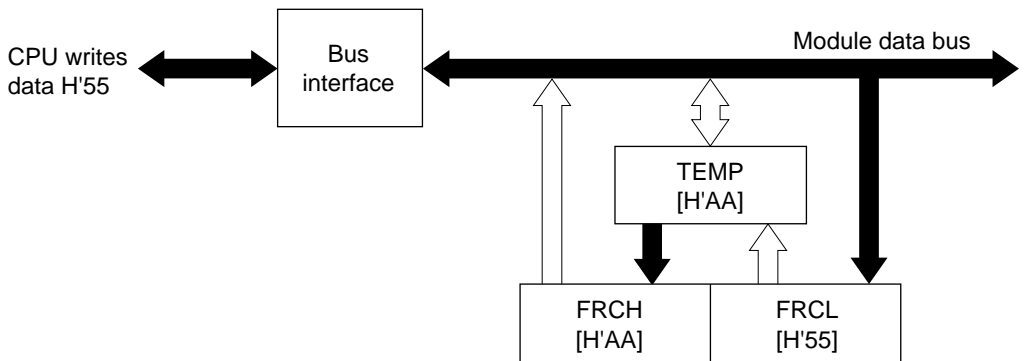 CPU writes
data H'55
Bus
interface
Module data bus
TEMP
[H'AA]
FRCH
[H'AA]
FRCL
[H'55]